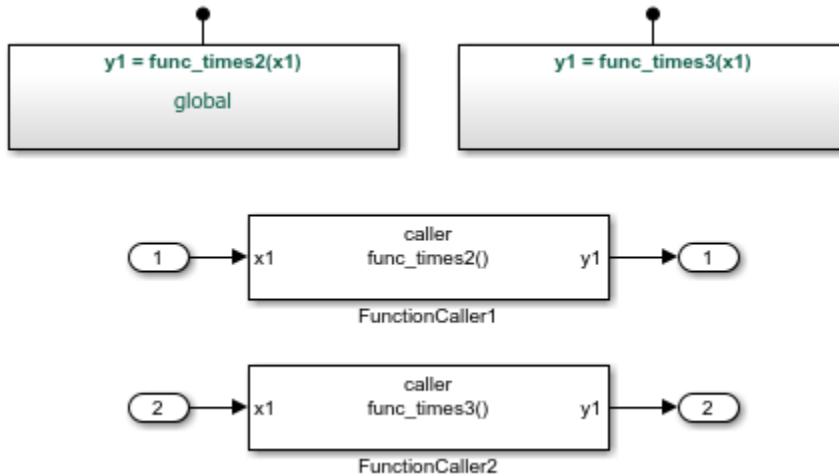 y1 = func_times2(x1)
global
y1 = func_times3(x1)
1
x1
caller
func_times2()
y1
1
FunctionCaller1
2
x1
caller
func_times3()
y1
2
FunctionCaller2